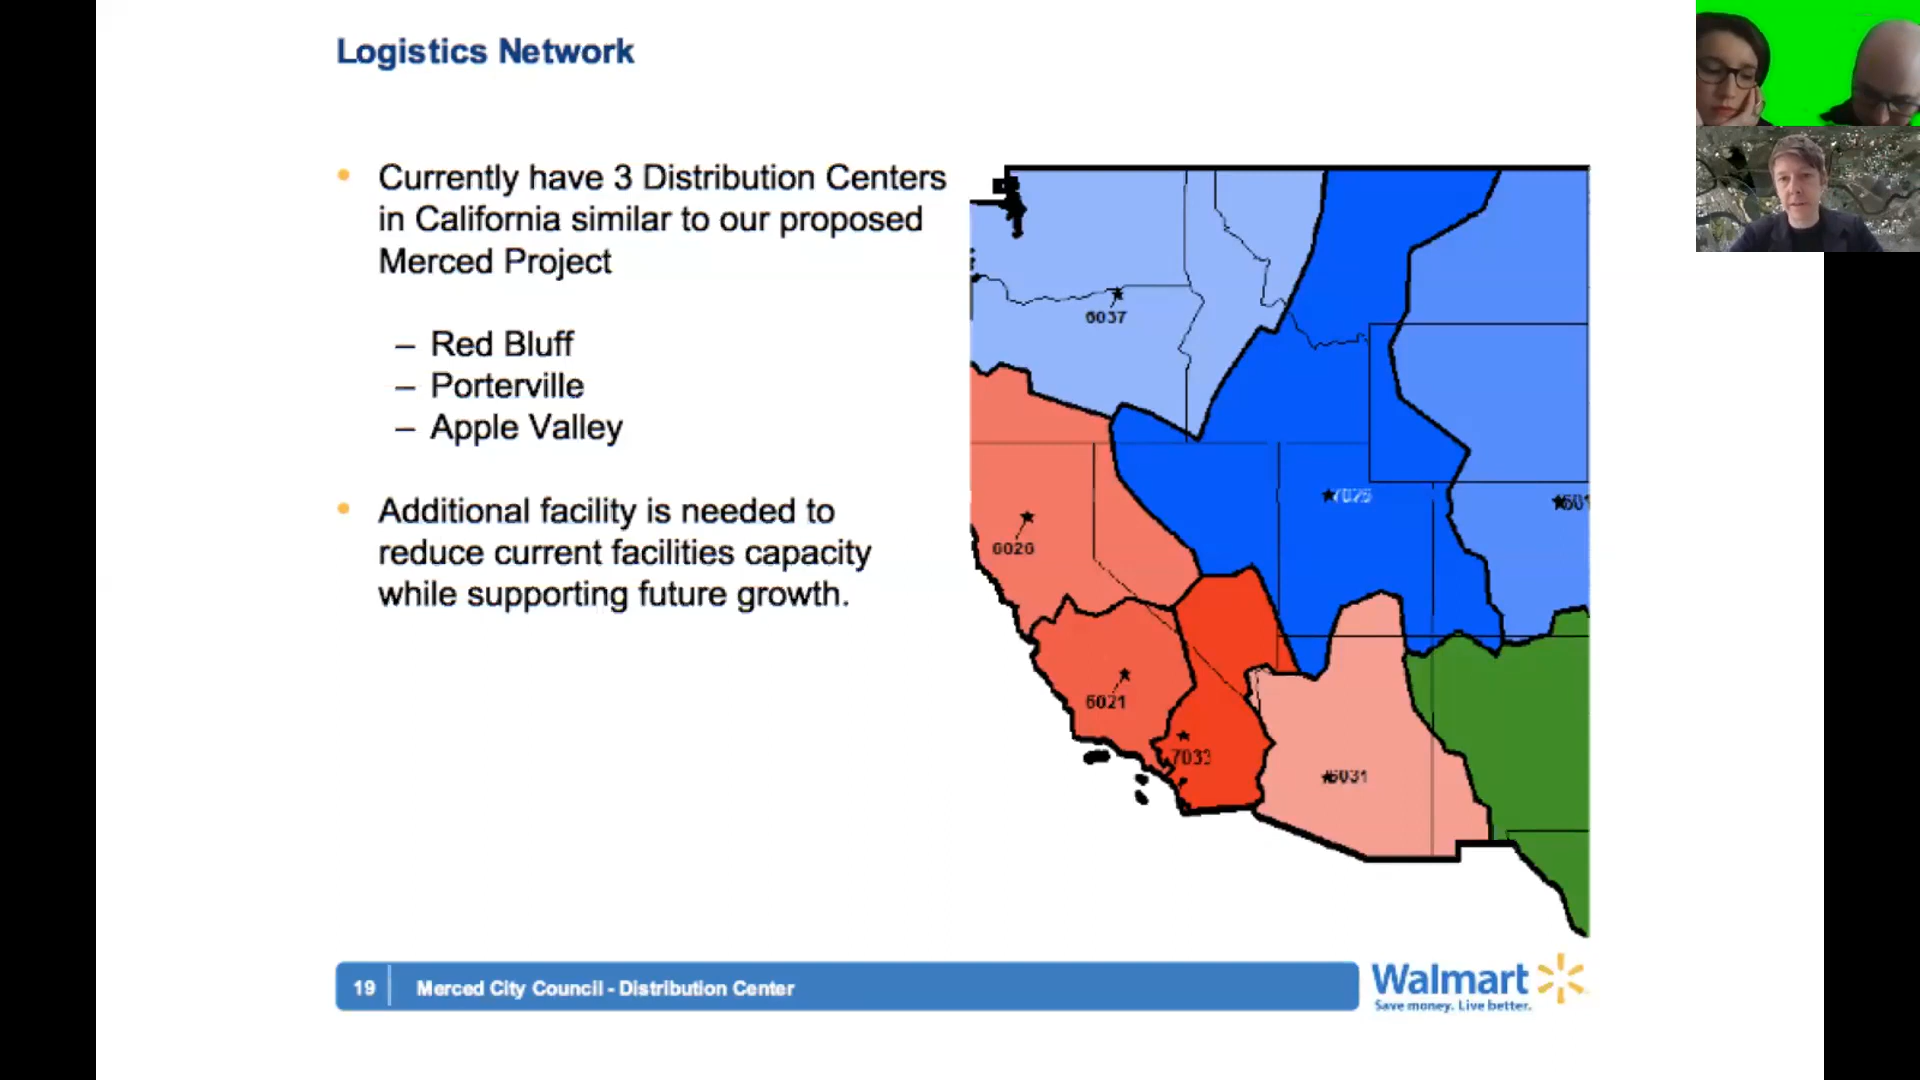 Logistics Network
• Currently have 3 Distribution Centers
in California similar to our proposed
Merced Project
– Red Bluff
– Porterville
– Apple Valley
• Additional facility is needed to
reduce current facilities capacity
while supporting future growth.
6037
7026
6026
6021
7033
6031
19 Merced City Council - Distribution Center
Walmart
Save money. Live better.